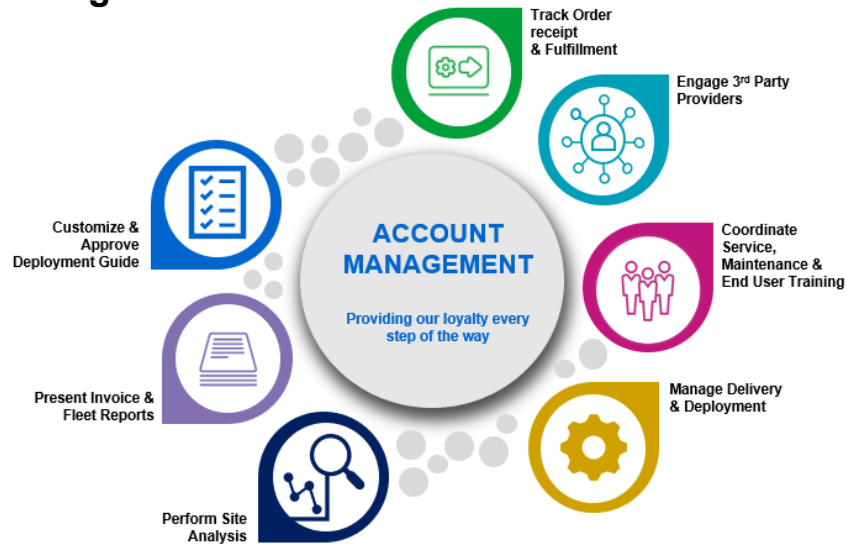 g
Track Order
receipt
& Fulfillment
Engage 3rd Party
Providers
Customize &
Approve
Deployment Guide
ACCOUNT
MANAGEMENT
Providing our loyalty every
step of the way
Coordinate
Service,
Maintenance &
End User Training
Present Invoice &
Fleet Reports
Manage Delivery
& Deployment
Perform Site
Analysis